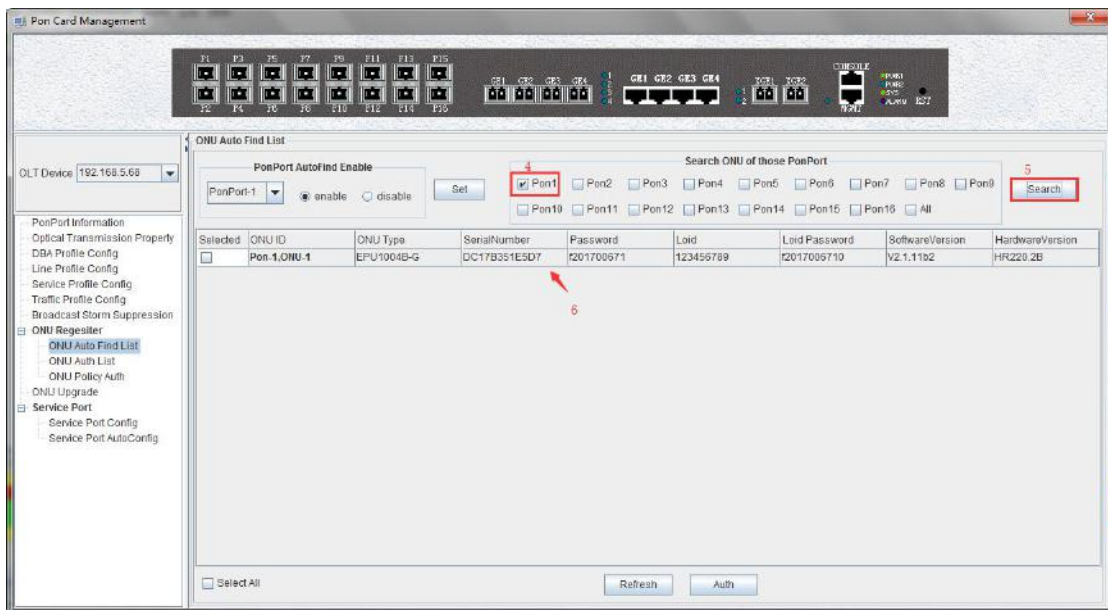 Pon Card Management
P1 P3 P5 P7 P9 P11 P13 P15
CONSOLE
GE1 GE2 GE3 GE4 GE1 GE2 GE3 GE4 XGE1 XGE2
P2 P4 P6 P8 P10 P12 P14 P16
MGMT
RST
ONU Auto Find List
OLT Device 192.168.5.68
PonPort AutoFind Enable
PonPort-1 enable disable
Set
Search ONU of those PonPort
4
Pon1 Pon2 Pon3 Pon4 Pon5 Pon6 Pon7 Pon8 Pon9
Pon10 Pon11 Pon12 Pon13 Pon14 Pon15 Pon16 All
5
Search
PonPort Information
Optical Transmission Property
DBA Profile Config
Line Profile Config
Service Profile Config
Traffic Profile Config
Broadcast Storm Suppression
ONU Regesiter
ONU Auto Find List
ONU Auth List
ONU Policy Auth
ONU Upgrade
Service Port
Service Port Config
Service Port AutoConfig
Selected ONU ID ONU Type SerialNumber Password Loid Loid Password SoftwareVersion HardwareVersion
Pon-1,ONU-1 EPU1004B-G DC17B351E5D7 f201700671 123456789 f2017006710 V2.1.11b2 HR220.2B
6
Select All
Refresh Auth